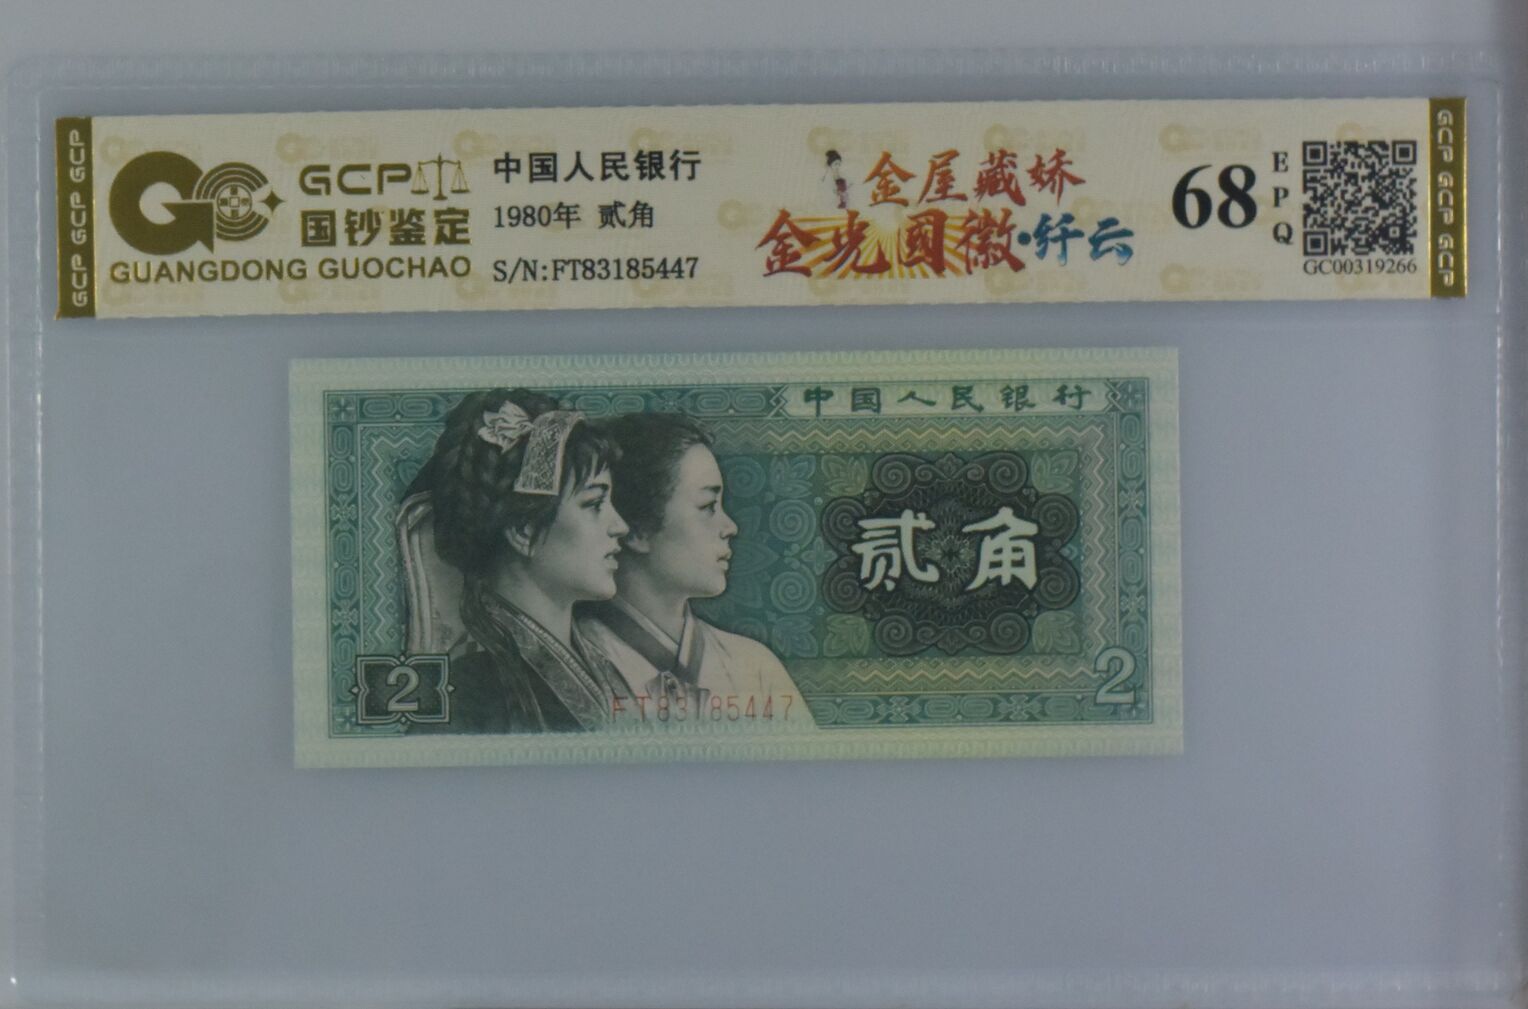 GCP GCP GCP
GCP
国钞鉴定
GUANGDONG GUOCHAO
中国人民银行
1980年 贰角
S/N:FT83185447
金屋藏娇
金光國徽·纤云
68
EPQ
GC00319266
GCP GCP GCP
中国人民银行
贰角
2
2
FT83185447